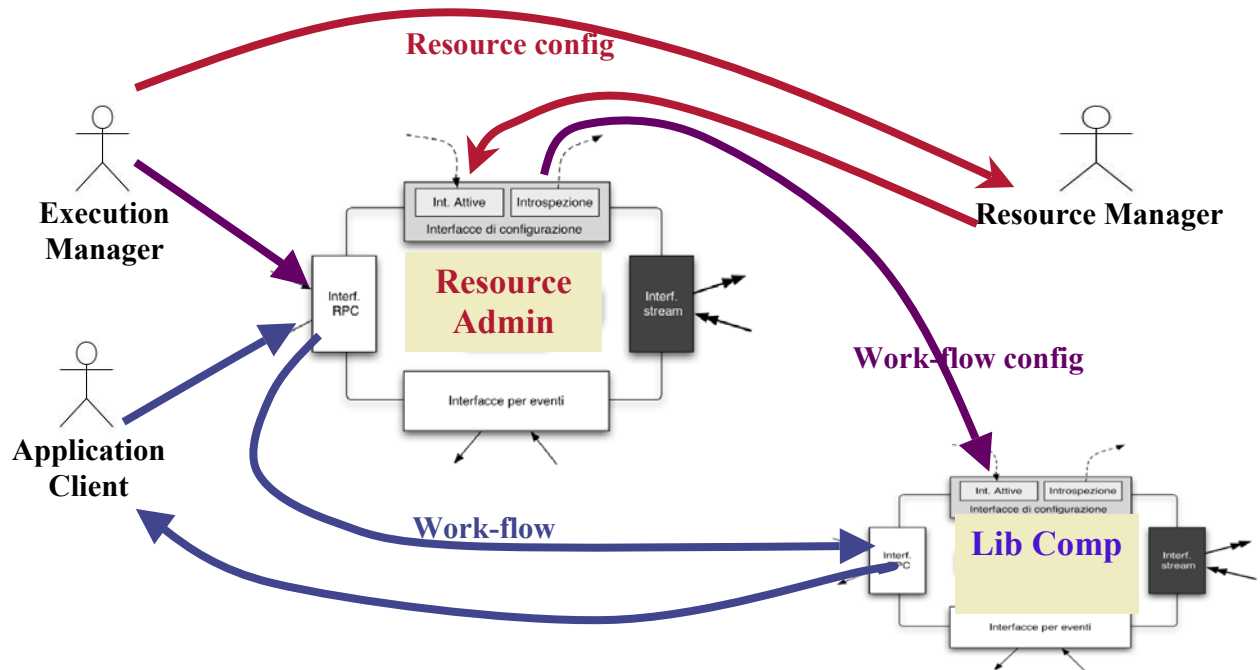 Resource config
Execution
Manager
Int. Attive
Introspezione
Interfacce di configurazione
Resource Manager
Interf.
RPC
Resource
Admin
Interf.
stream
Work-flow config
Interfacce per eventi
Application
Client
Work-flow
Int. Attive
Introspezione
Interfacce di configurazione
Interf.
Lib Comp
Interf.
stream
Interfacce per eventi